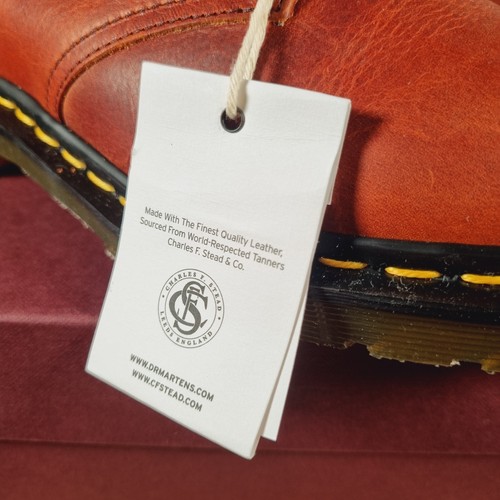 Made With The Finest Quality Leather,
Sourced From World-Respected Tanners
Charles F. Stead & Co.
CHARLES F. STEAD
CFS
LEEDS ENGLAND
WWW.DRMARTENS.COM
WWW.CFSTEAD.COM